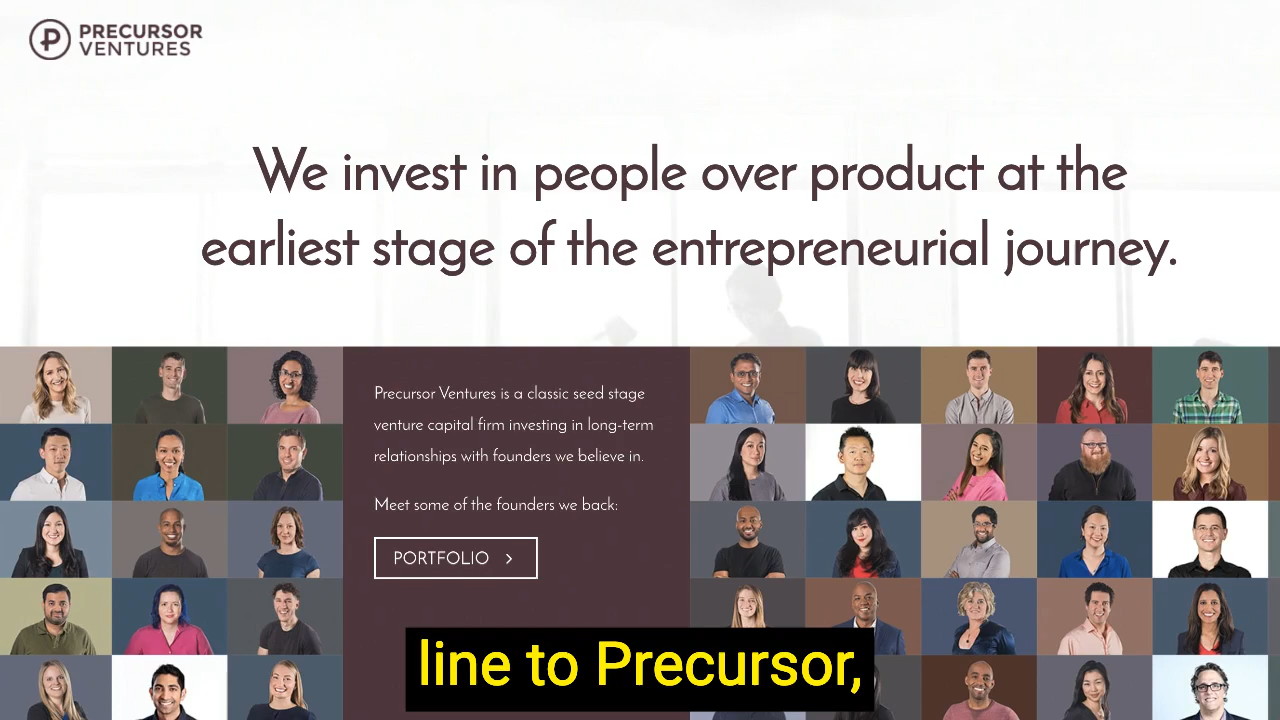 PRECURSOR
VENTURES
We invest in people over product at the
earliest stage of the entrepreneurial journey.
Precursor Ventures is a classic seed stage
venture capital firm investing in long-term
relationships with founders we believe in.
Meet some of the founders we back:
PORTFOLIO >
line to Precursor,